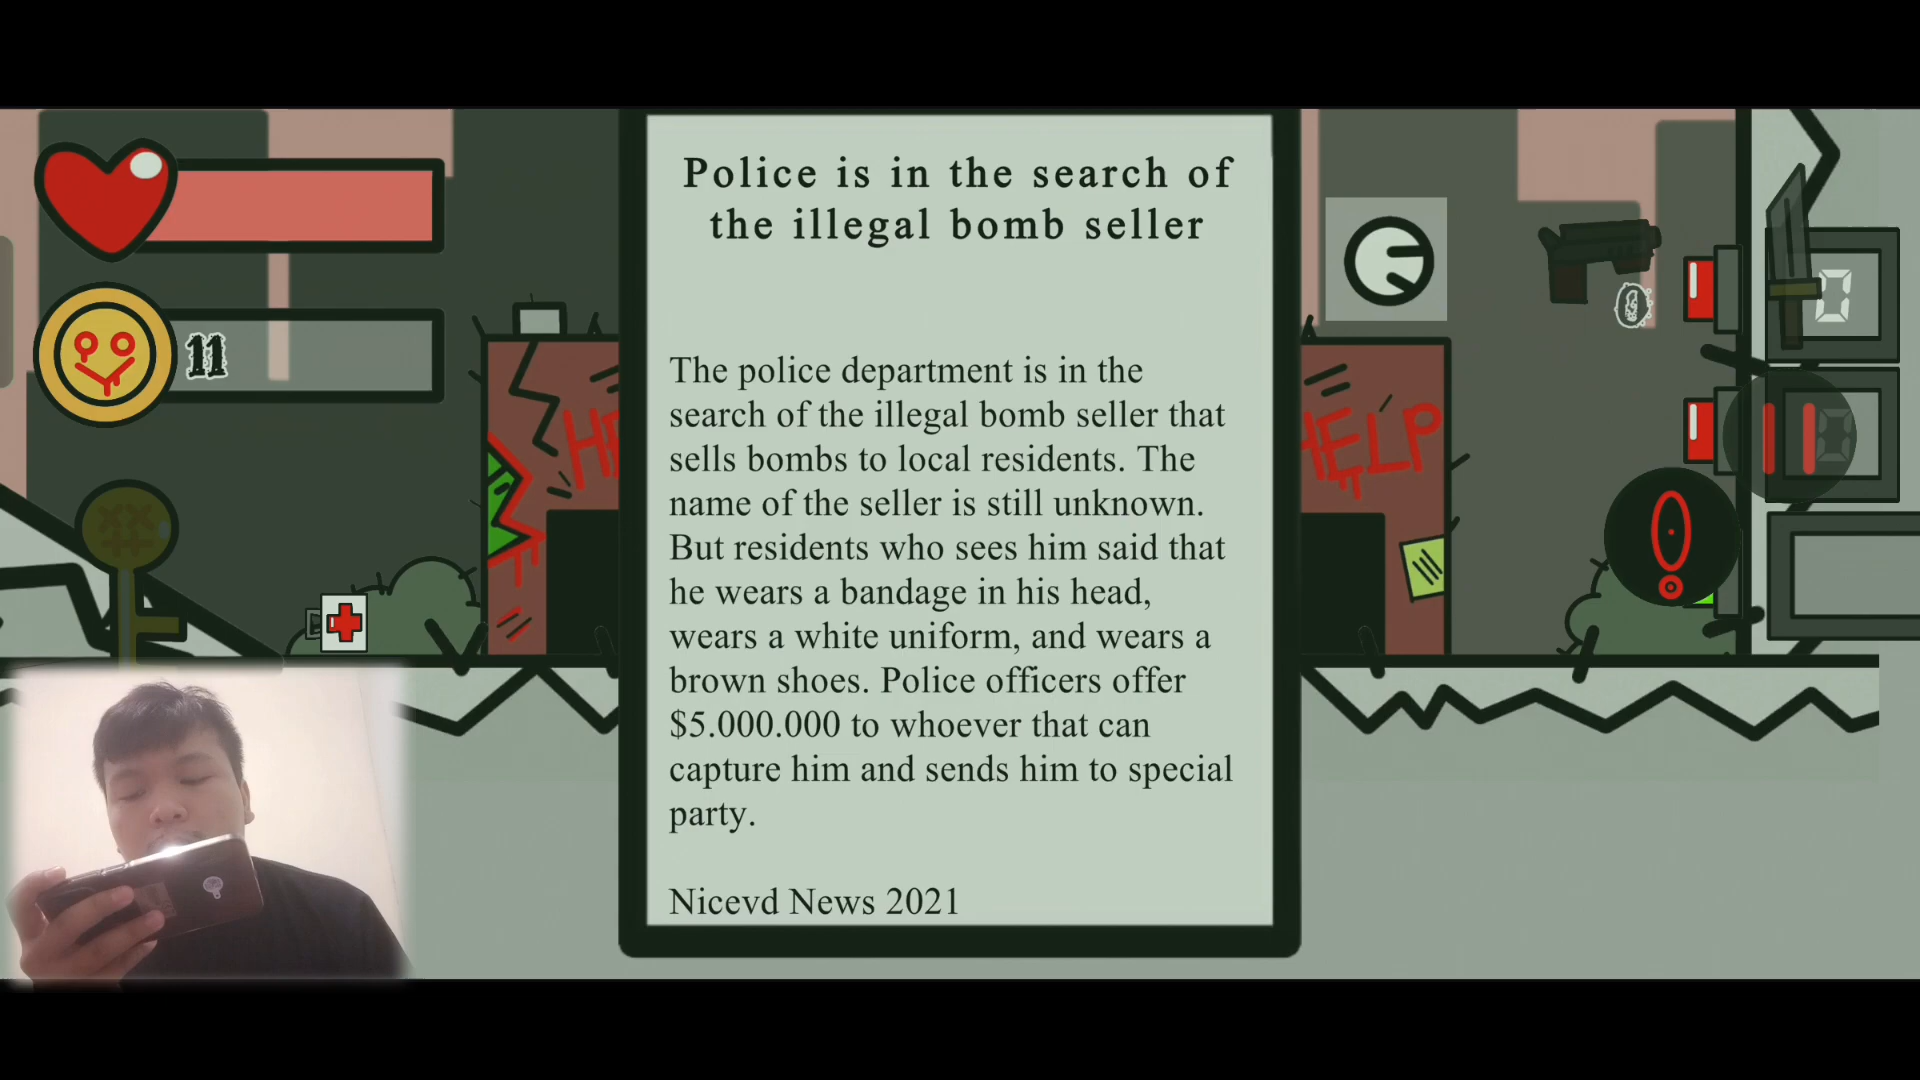 Police is in the search of
the illegal bomb seller
11
0
0
HELP
The police department is in the
search of the illegal bomb seller that
sells bombs to local residents. The
name of the seller is still unknown.
But residents who sees him said that
he wears a bandage in his head,
wears a white uniform, and wears a
brown shoes. Police officers offer
$5.000.000 to whoever that can
capture him and sends him to special
party.
Nicevd News 2021